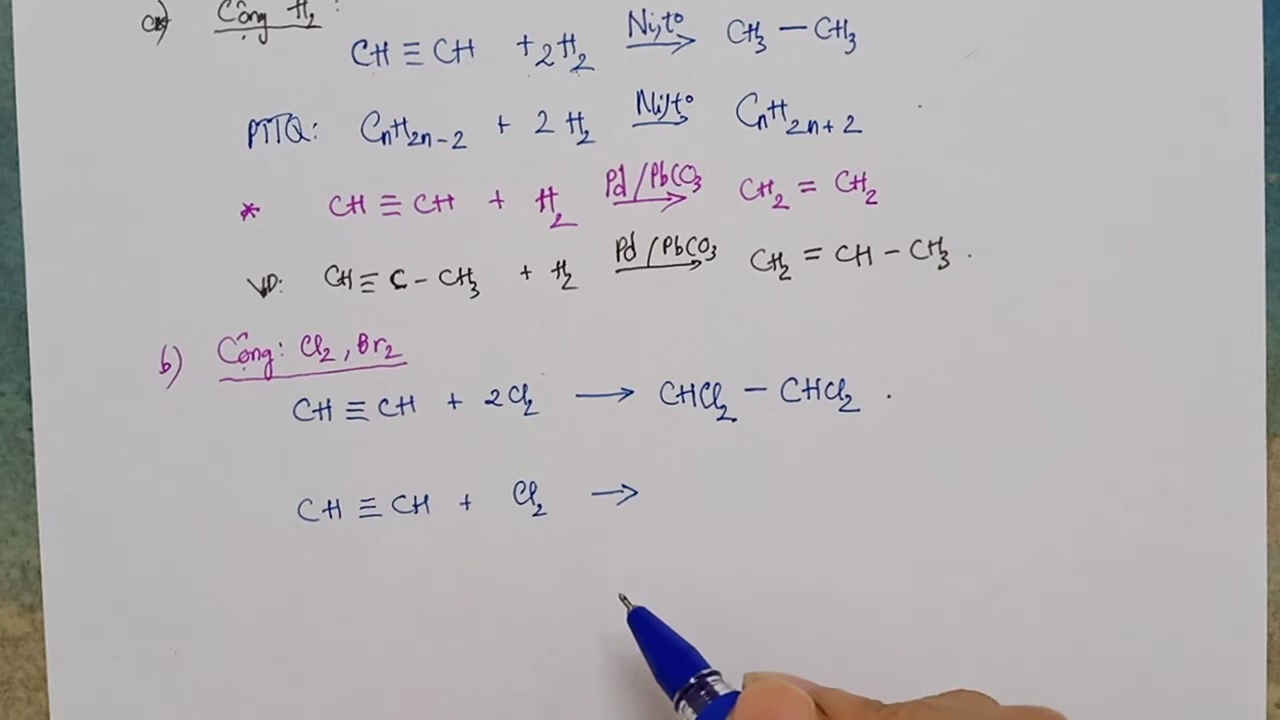 a) Cộng H₂:
CH ≡ CH + 2H₂ —Ni,t°→ CH₃ — CH₃
PTTQ: CₙH₂ₙ₋₂ + 2 H₂ —Ni,t°→ CₙH₂ₙ₊₂
* CH ≡ CH + H₂ —Pd/PbCO₃→ CH₂ = CH₂
VD: CH ≡ C – CH₃ + H₂ —Pd/PbCO₃→ CH₂ = CH – CH₃.
b) Cộng: Cl₂, Br₂
CH ≡ CH + 2Cl₂ → CHCl₂ — CHCl₂.
CH ≡ CH + Cl₂ →